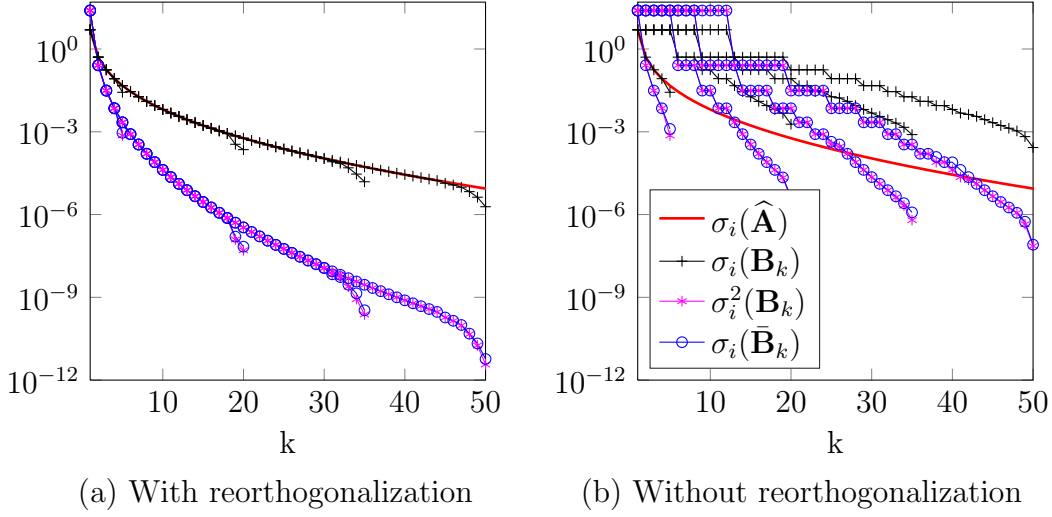 10^0
10^−3
10^−6
10^−9
10^−12
10 20 30 40 50
k
(a) With reorthogonalization
10^0
10^−3
10^−6
10^−9
10^−12
σ_i(Â)
σ_i(B_k)
σ_i^2(B_k)
σ_i(B̄_k)
10 20 30 40 50
k
(b) Without reorthogonalization